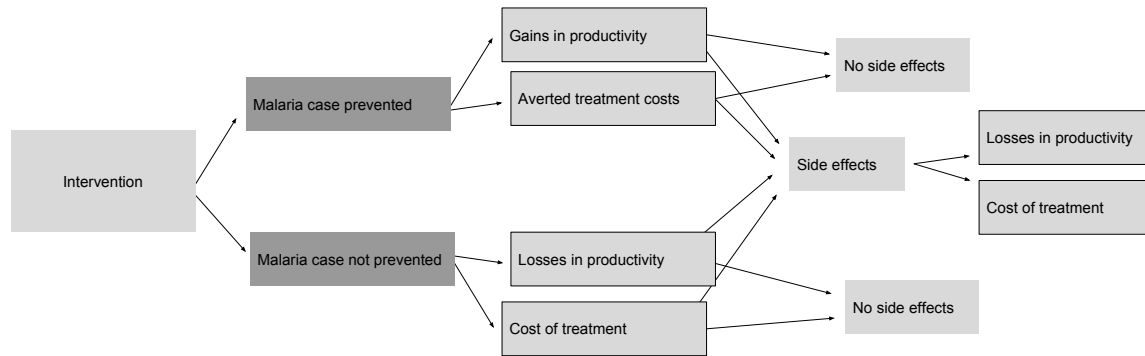 Gains in productivity
No side effects
Malaria case prevented
Averted treatment costs
Losses in productivity
Side effects
Intervention
Cost of treatment
Malaria case not prevented
Losses in productivity
No side effects
Cost of treatment